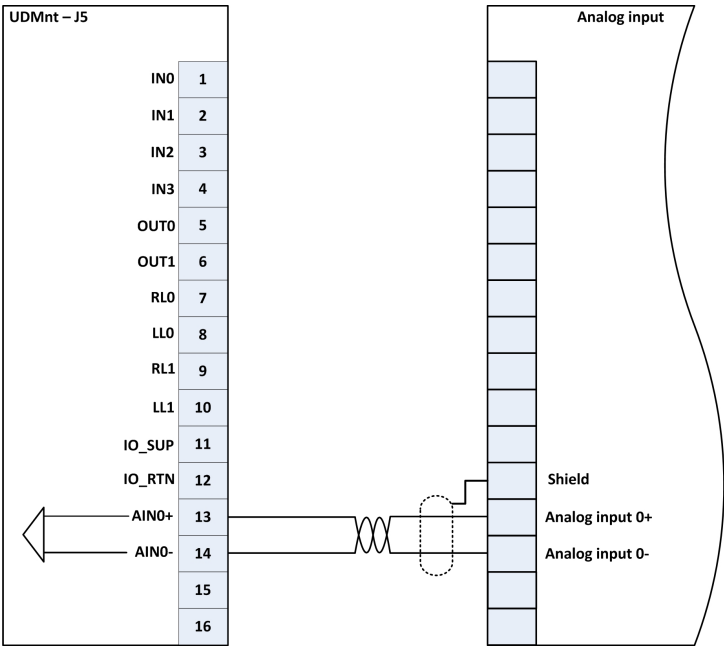 UDMnt – J5
Analog input
IN0 1
IN1 2
IN2 3
IN3 4
OUT0 5
OUT1 6
RL0 7
LL0 8
RL1 9
LL1 10
IO_SUP 11
IO_RTN 12 Shield
AIN0+ 13 Analog input 0+
AIN0- 14 Analog input 0-
15
16